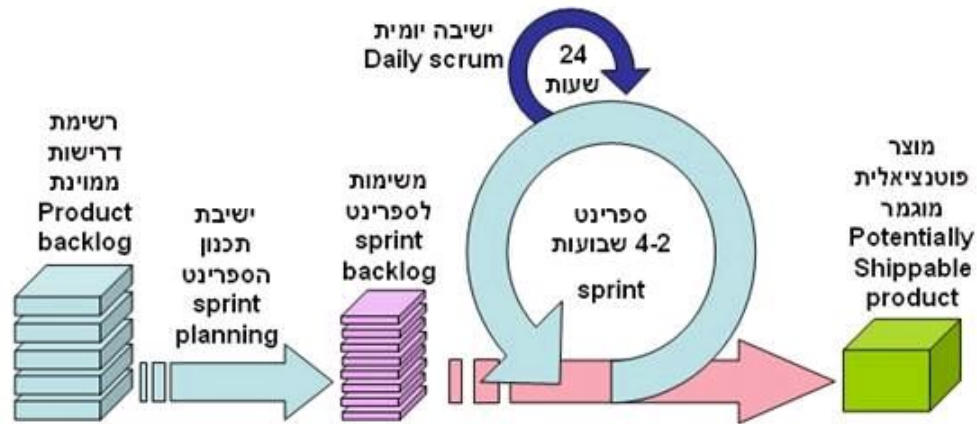 רשימת
דרישות
ממוינת
Product
backlog
ישיבת
תכנון
הספרינט
sprint
planning
משימות
לספרינט
sprint
backlog
ישיבה יומית
Daily scrum
24
שעות
ספרינט
4-2 שבועות
sprint
מוצר
פוטנציאלית
מוגמר
Potentially
Shippable
product